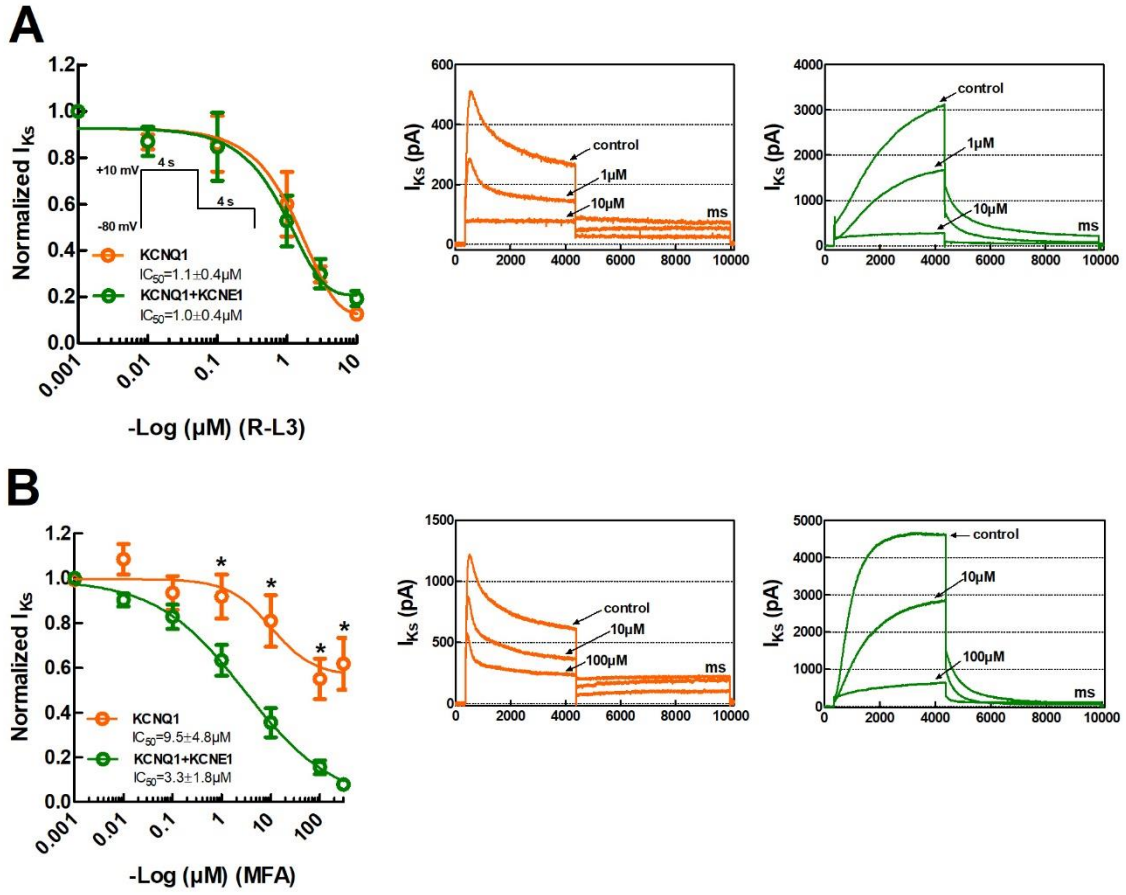 A
Normalized I_Ks
1.2
1.0
0.8
0.6
0.4
0.2
0.0
4 s
+10 mV
4 s
-80 mV
KCNQ1
IC50=1.1±0.4µM
KCNQ1+KCNE1
IC50=1.0±0.4µM
0.001 0.01 0.1 1 10
-Log (µM) (R-L3)
I_Ks (pA)
600
400
200
0
control
1µM
10µM
ms
0 2000 4000 6000 8000 10000
I_Ks (pA)
4000
3000
2000
1000
0
control
1µM
10µM
ms
0 2000 4000 6000 8000 10000
B
Normalized I_Ks
1.2
1.0
0.8
0.6
0.4
0.2
0.0
* * * *
KCNQ1
IC50=9.5±4.8µM
KCNQ1+KCNE1
IC50=3.3±1.8µM
0.001 0.01 0.1 1 10 100
-Log (µM) (MFA)
I_Ks (pA)
1500
1000
500
0
control
10µM
100µM
ms
0 2000 4000 6000 8000 10000
I_Ks (pA)
5000
4000
3000
2000
1000
0
control
10µM
100µM
ms
0 2000 4000 6000 8000 10000